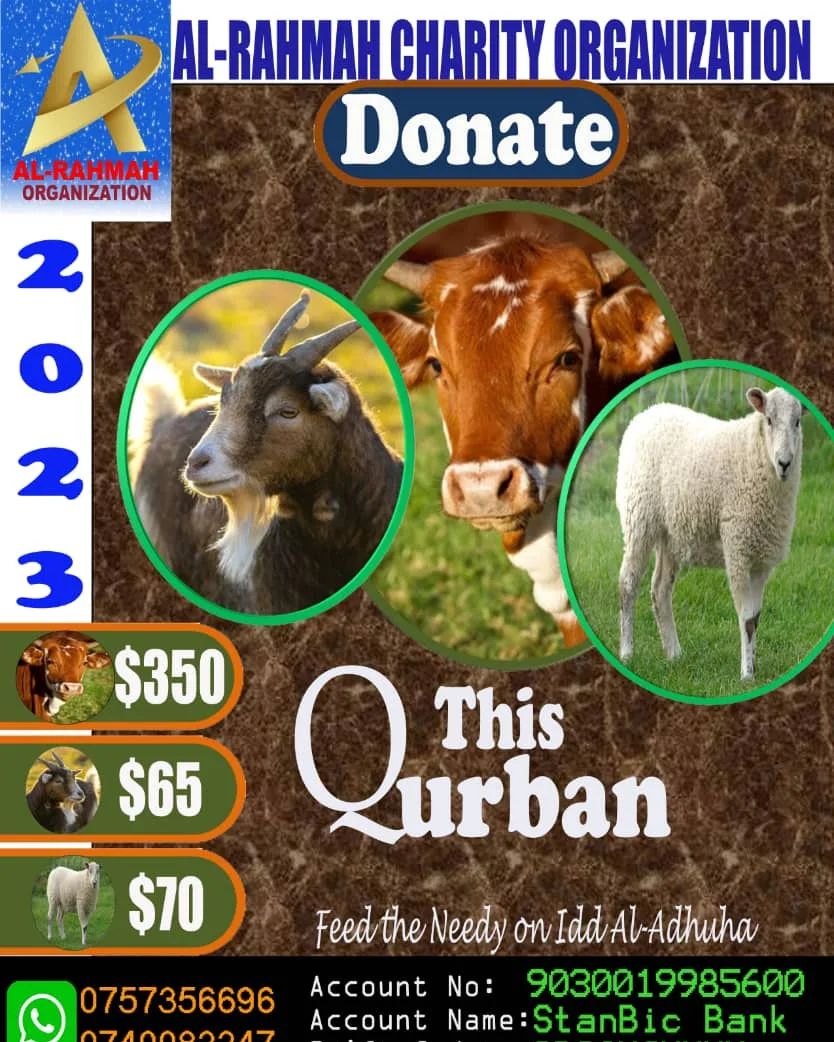 AL-RAHMAH CHARITY ORGANIZATION
AL-RAHMAH
ORGANIZATION
Donate
2
0
2
3
$350
$65
$70
This
Qurban
Feed the Needy on Idd Al-Adhuha
0757356696
Account No: 9030019985600
Account Name:StanBic Bank